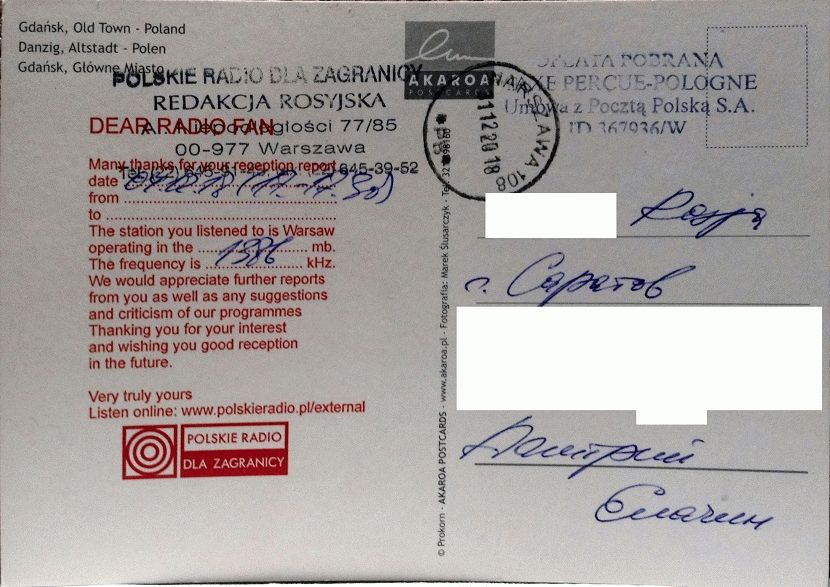 Gdańsk, Old Town - Poland
Danzig, Altstadt - Polen
Gdańsk, Główne Miasto
POLSKIE RADIO DLA ZAGRANICY
REDAKCJA ROSYJSKA
Al. Niepodległości 77/85
00-977 Warszawa
645-39-52
DEAR RADIO FAN
Many thanks for your reception report
date
from
to
The station you listened to is Warsaw
operating in the mb.
The frequency is 1386 kHz.
We would appreciate further reports
from you as well as any suggestions
and criticism of our programmes
Thanking you for your interest
and wishing you good reception
in the future.
Very truly yours
Listen online: www.polskieradio.pl/external
POLSKIE RADIO
DLA ZAGRANICY
© Prokorn - AKAROA POSTCARDS - www.akaroa.pl - Fotografia: Marek Ślusarczyk - Tel.
AKAROA
POSTCARDS
WARSZAWA 108
OPŁATA POBRANA
TAXE PERCUE-POLOGNE
Umowa z Pocztą Polską S.A.
ID 367936/W
Rosja
г. Саратов
Дмитрий
Елагин